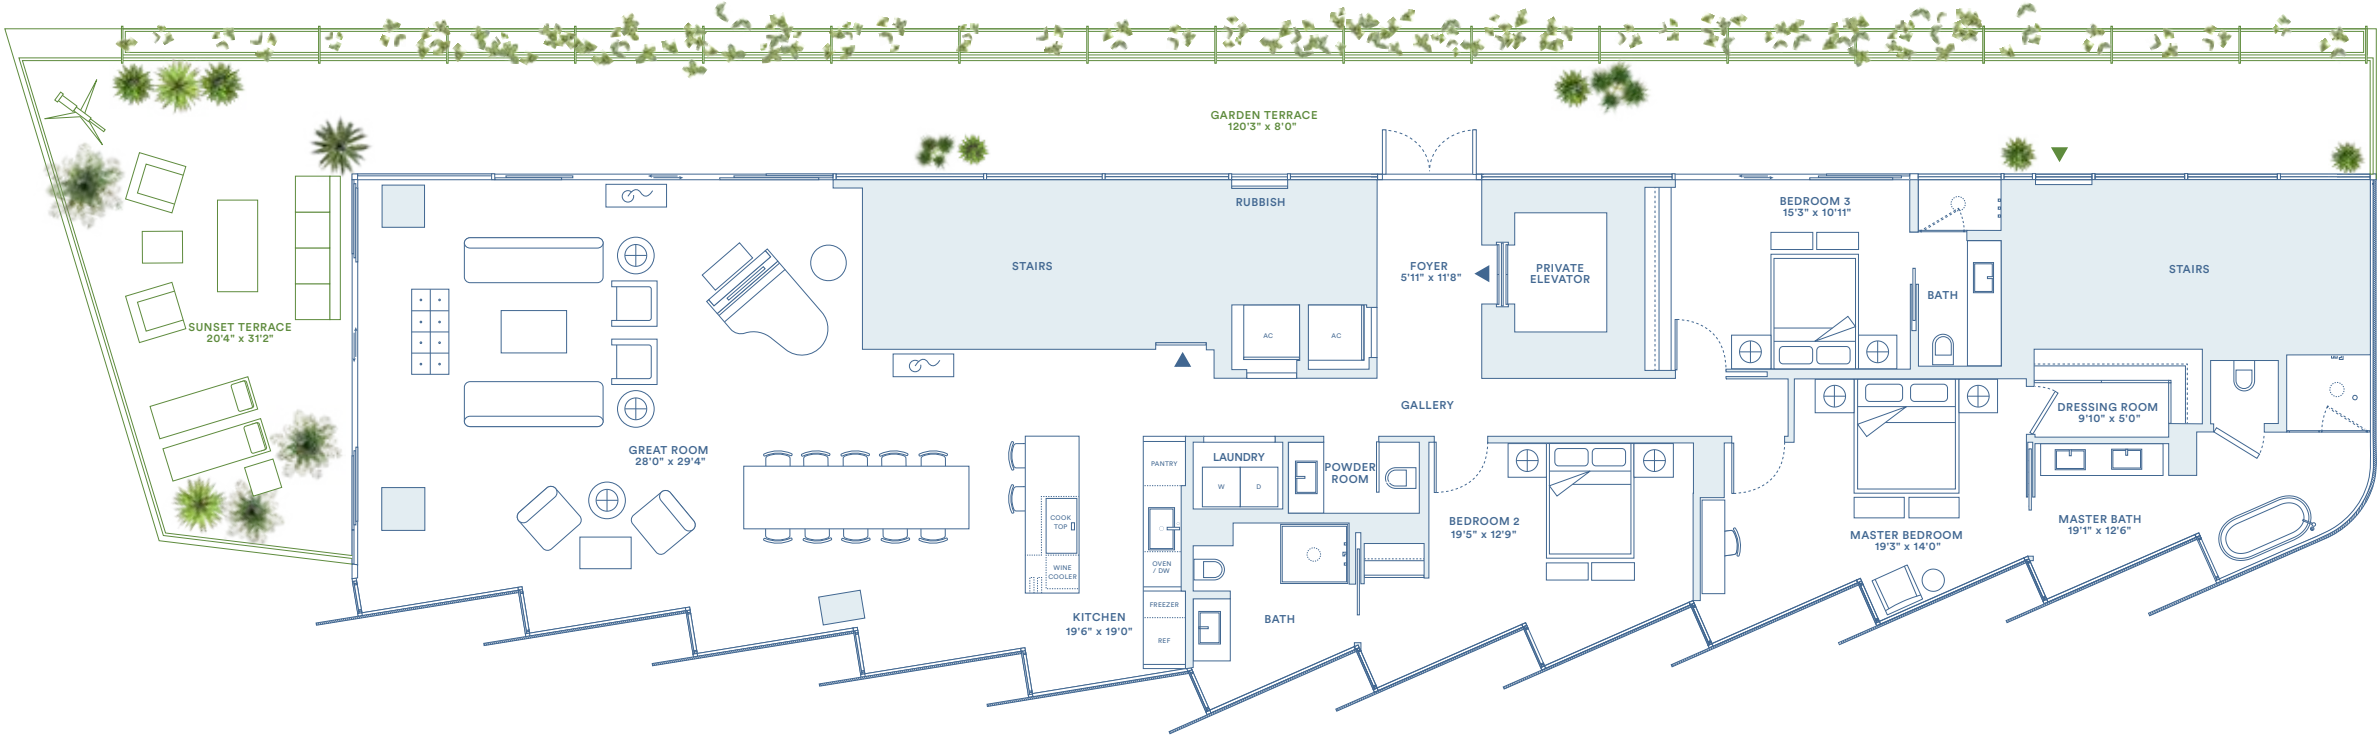 GARDEN TERRACE
120'3" x 8'0"
RUBBISH
BEDROOM 3
15'3" x 10'11"
STAIRS
FOYER
5'11" x 11'8"
PRIVATE
ELEVATOR
STAIRS
BATH
SUNSET TERRACE
20'4" x 31'2"
AC
AC
GALLERY
DRESSING ROOM
9'10" x 5'0"
GREAT ROOM
28'0" x 29'4"
PANTRY
LAUNDRY
W
D
POWDER
ROOM
COOK
TOP
BEDROOM 2
19'5" x 12'9"
MASTER BATH
19'1" x 12'6"
MASTER BEDROOM
19'3" x 14'0"
WINE
COOLER
OVEN
/ DW
FREEZER
REF
KITCHEN
19'6" x 19'0"
BATH